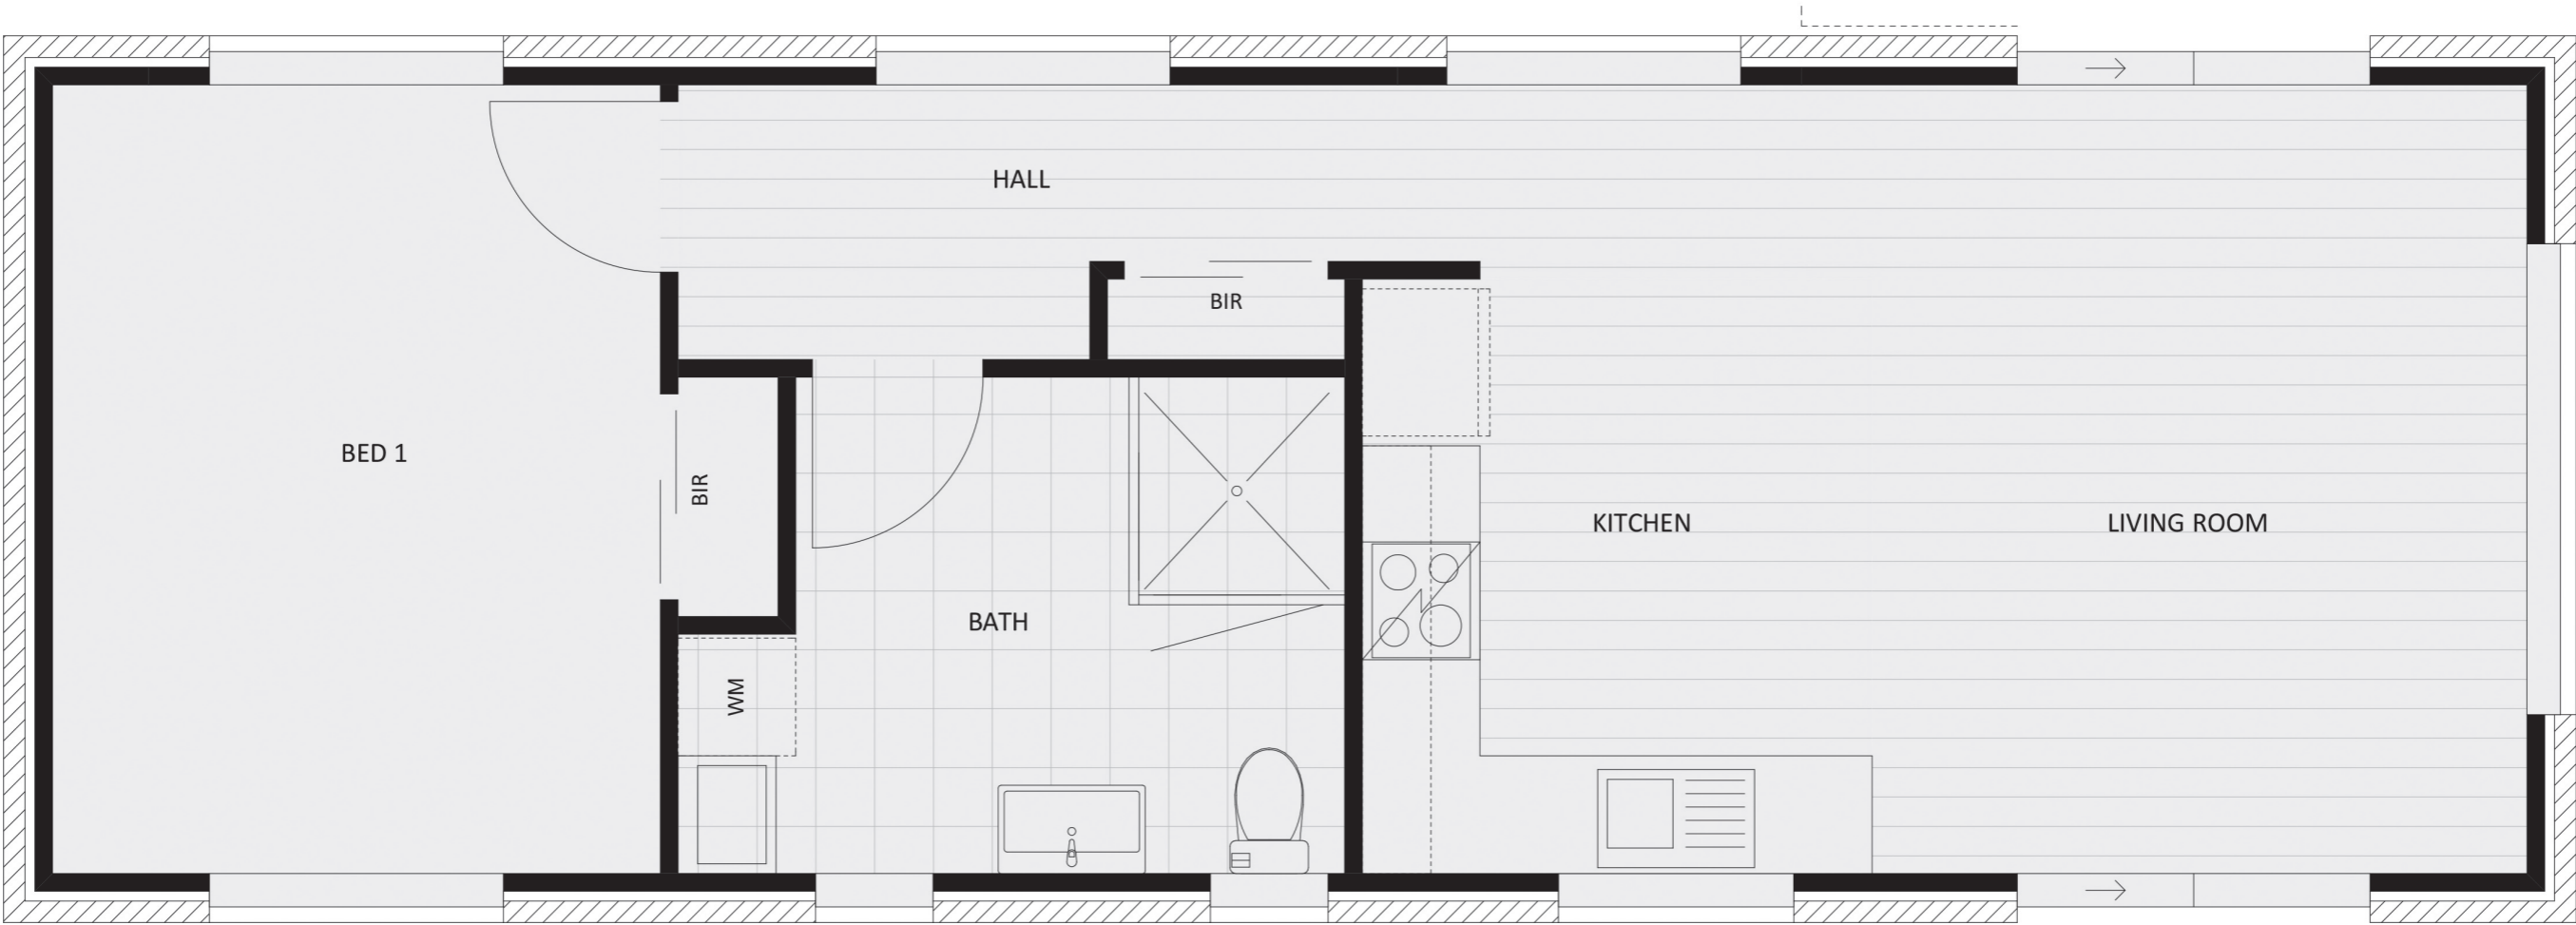 HALL
BIR
BED 1
BIR
KITCHEN
LIVING ROOM
BATH
WM